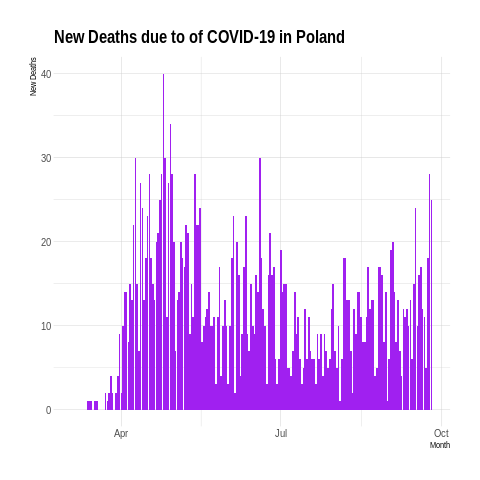 New Deaths due to of COVID-19 in Poland
New Deaths
40
30
20
10
0
Apr
Jul
Oct
Month